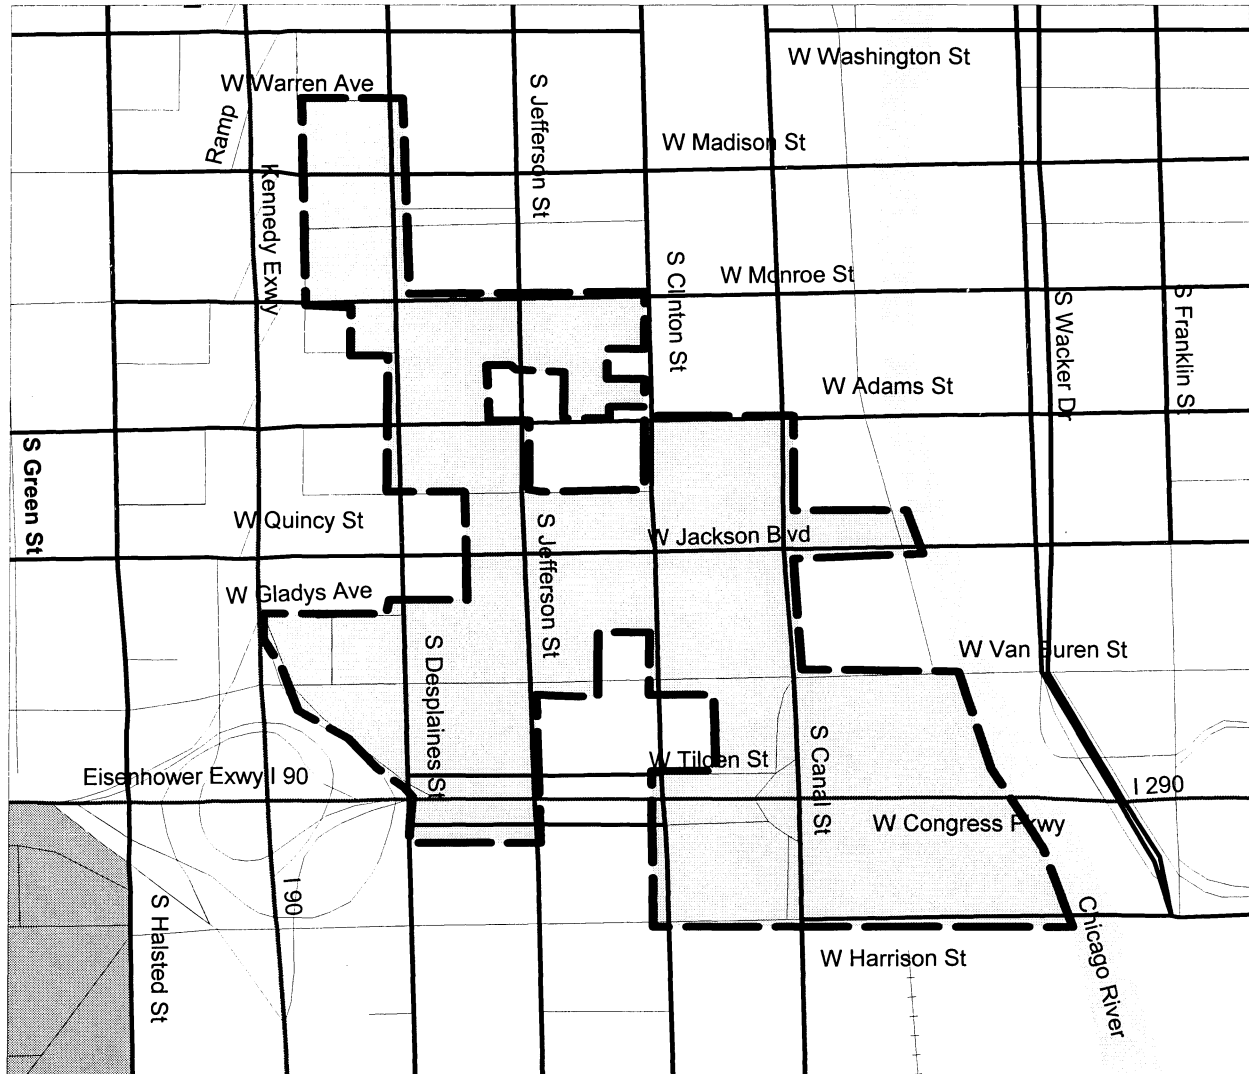 W Washington St
W Warren Ave
S Jefferson St
Ramp
W Madison St
Kennedy Exwy
S Clinton St
W Monroe St
S Wacker Dr
S Franklin St
W Adams St
S Green St
W Quincy St
W Jackson Blvd
S Jefferson St
W Gladys Ave
S Desplaines St
W Van Buren St
S Canal St
W Tilden St
Eisenhower Exwy I 90
I 290
W Congress Pkwy
I 90
S Halsted St
Chicago River
W Harrison St